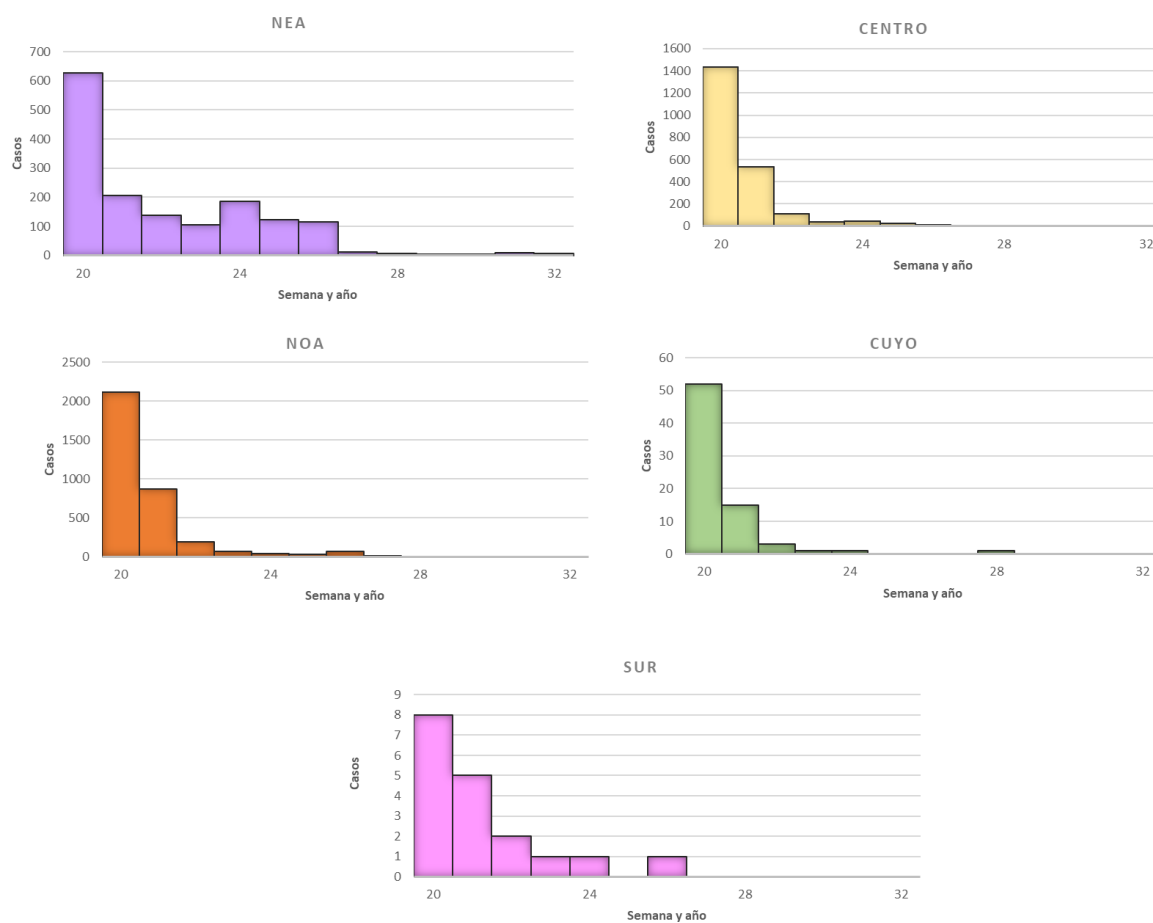 NEA
700
600
500
400
300
200
100
0
Casos
20 24 28 32
Semana y año
CENTRO
1600
1400
1200
1000
800
600
400
200
0
Casos
20 24 28 32
Semana y año
NOA
2500
2000
1500
1000
500
0
Casos
20 24 28 32
Semana y año
CUYO
60
50
40
30
20
10
0
Casos
20 24 28 32
Semana y año
SUR
9
8
7
6
5
4
3
2
1
0
Casos
20 24 28 32
Semana y año